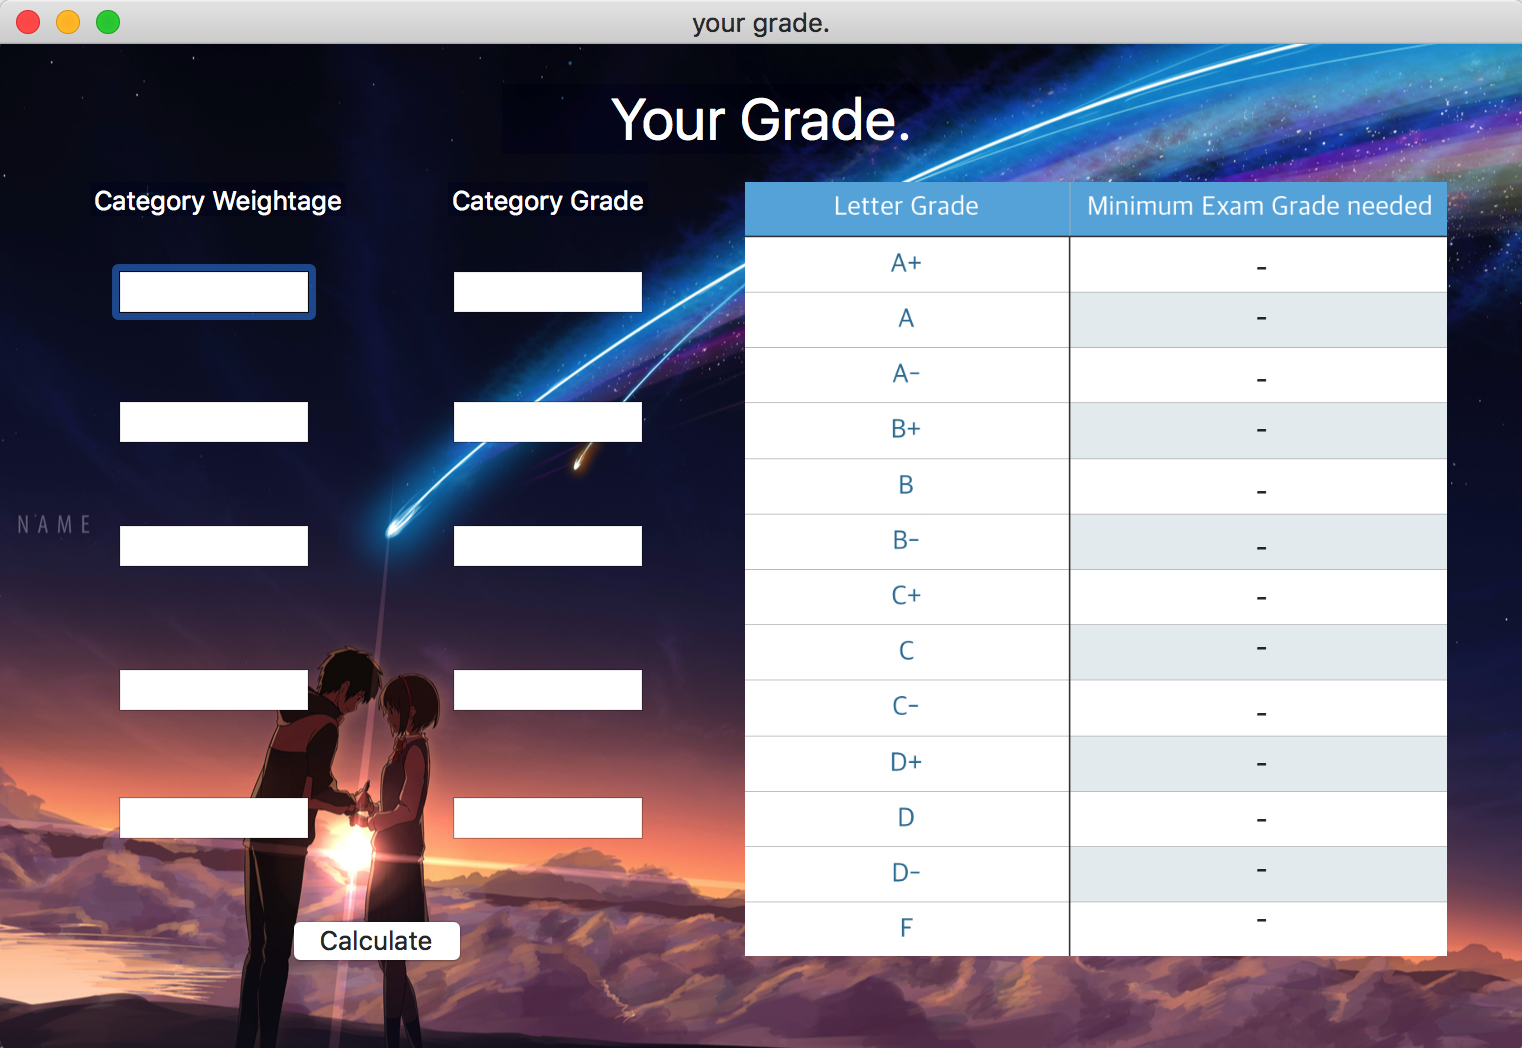 your grade.
Your Grade.
Category Weightage
Category Grade
Letter Grade
Minimum Exam Grade needed
A+
-
A
-
A-
-
B+
-
B
-
B-
-
C+
-
C
-
C-
-
D+
-
D
-
D-
-
F
-
NAME
Calculate